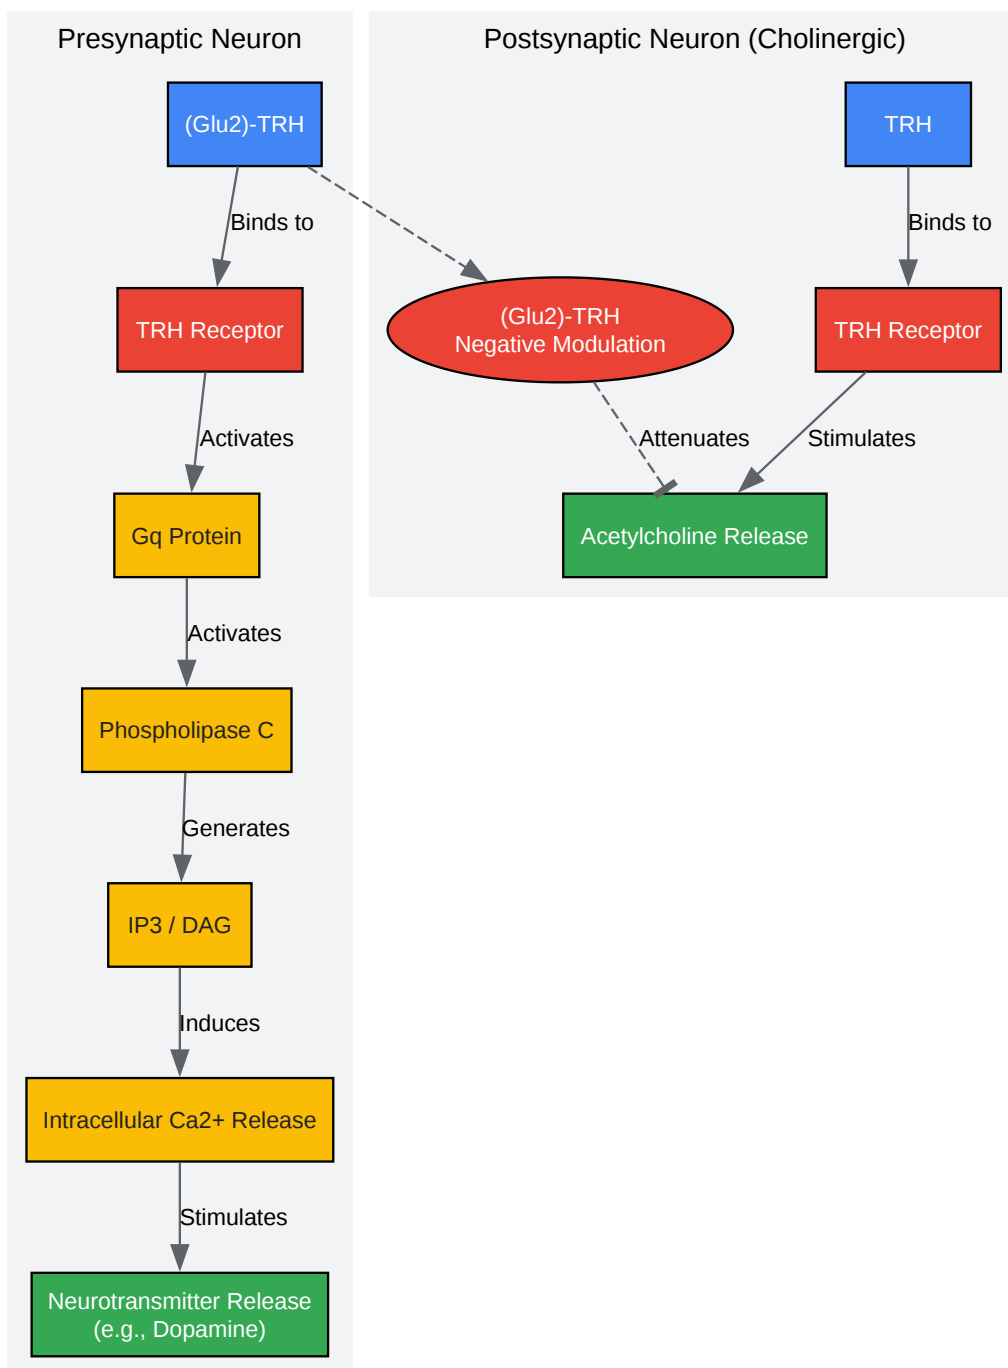 Presynaptic Neuron
(Glu2)-TRH
Binds to
TRH Receptor
Activates
Gq Protein
Activates
Phospholipase C
Generates
IP3 / DAG
Induces
Intracellular Ca2+ Release
Stimulates
Neurotransmitter Release
(e.g., Dopamine)
Postsynaptic Neuron (Cholinergic)
TRH
Binds to
(Glu2)-TRH
Negative Modulation
TRH Receptor
Attenuates
Stimulates
Acetylcholine Release